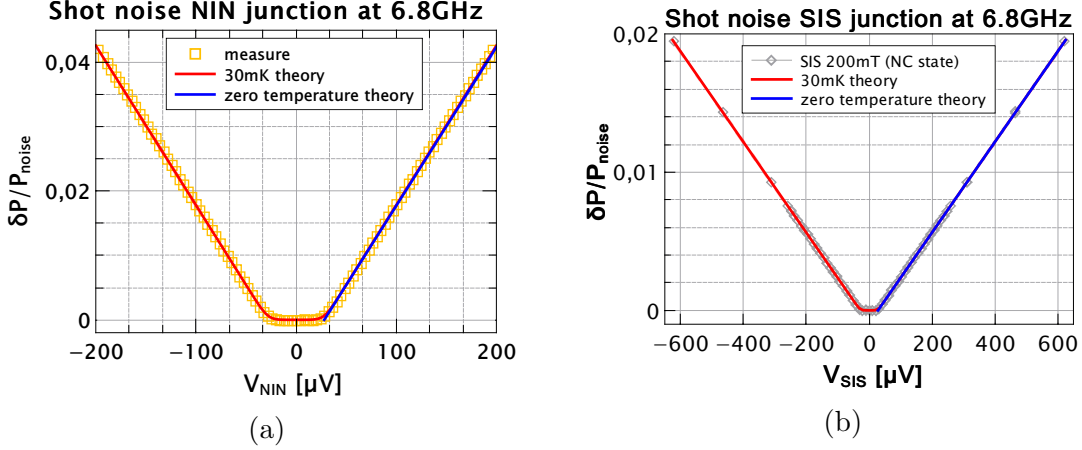 Shot noise NIN junction at 6.8GHz
measure
30mK theory
zero temperature theory
δP/P_noise
0,04
0,02
0
−200
−100
0
100
200
V_NIN [μV]
(a)
Shot noise SIS junction at 6.8GHz
SIS 200mT (NC state)
30mK theory
zero temperature theory
δP/P_noise
0,02
0,01
0
−600
−400
−200
0
200
400
600
V_SIS [μV]
(b)